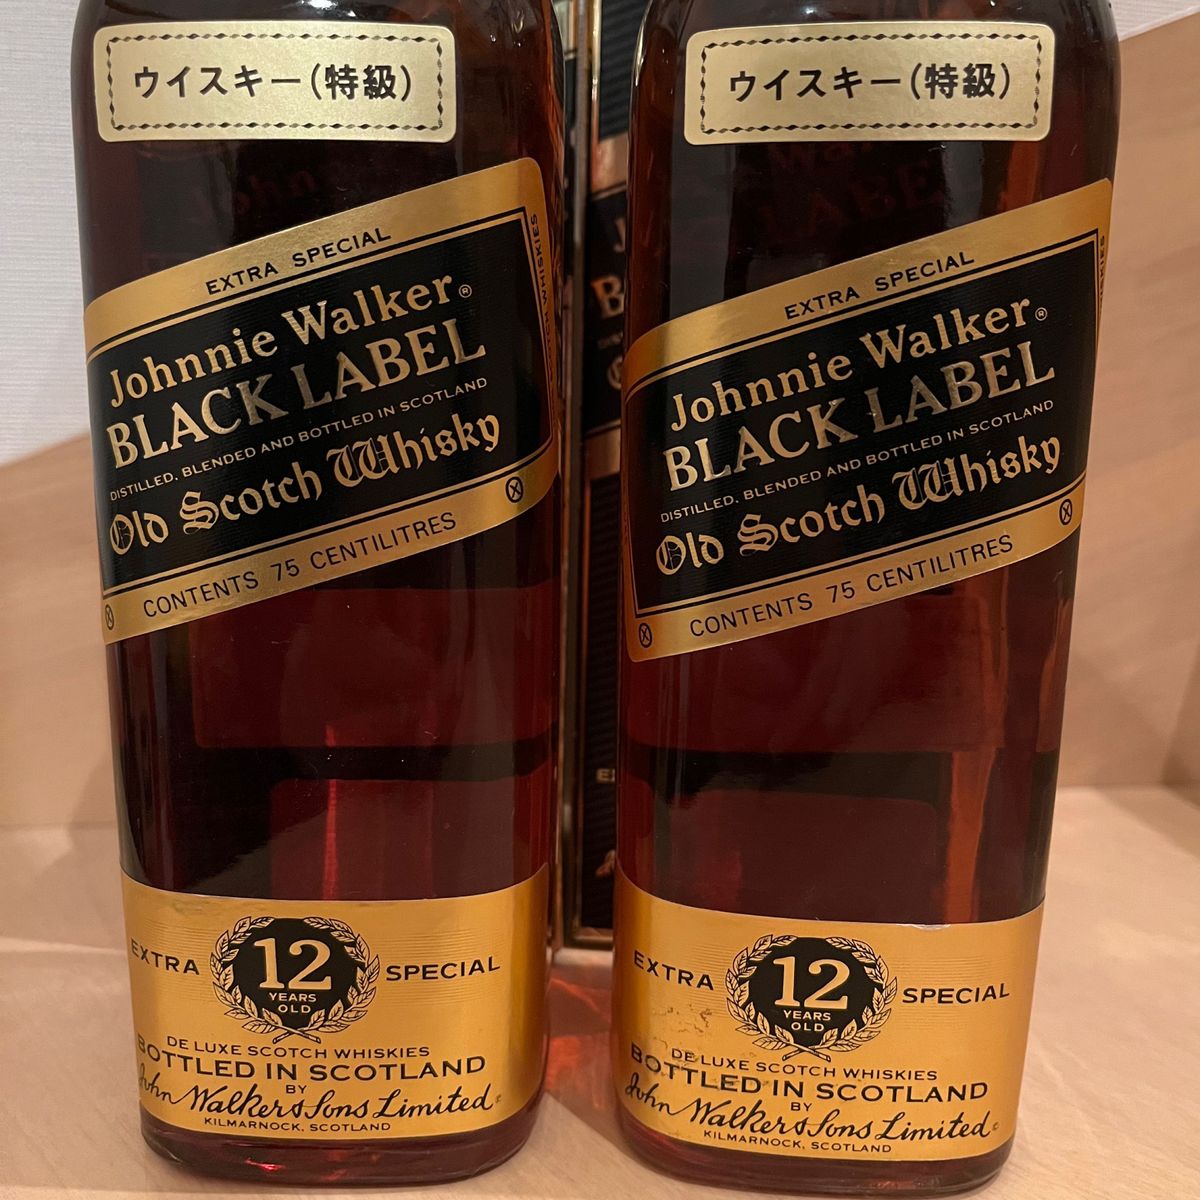 ウイスキー(特級)
EXTRA SPECIAL
Johnnie Walker®
BLACK LABEL
DISTILLED, BLENDED AND BOTTLED IN SCOTLAND
Old Scotch Whisky
CONTENTS 75 CENTILITRES
WHISKIES
EXTRA 12 SPECIAL
YEARS
OLD
DE LUXE SCOTCH WHISKIES
BOTTLED IN SCOTLAND
BY
John Walker & Sons Limited
KILMARNOCK, SCOTLAND
ウイスキー(特級)
EXTRA SPECIAL
Johnnie Walker®
BLACK LABEL
DISTILLED, BLENDED AND BOTTLED IN SCOTLAND
Old Scotch Whisky
CONTENTS 75 CENTILITRES
EXTRA 12 SPECIAL
YEARS
OLD
DE LUXE SCOTCH WHISKIES
BOTTLED IN SCOTLAND
BY
John Walker & Sons Limited
KILMARNOCK, SCOTLAND